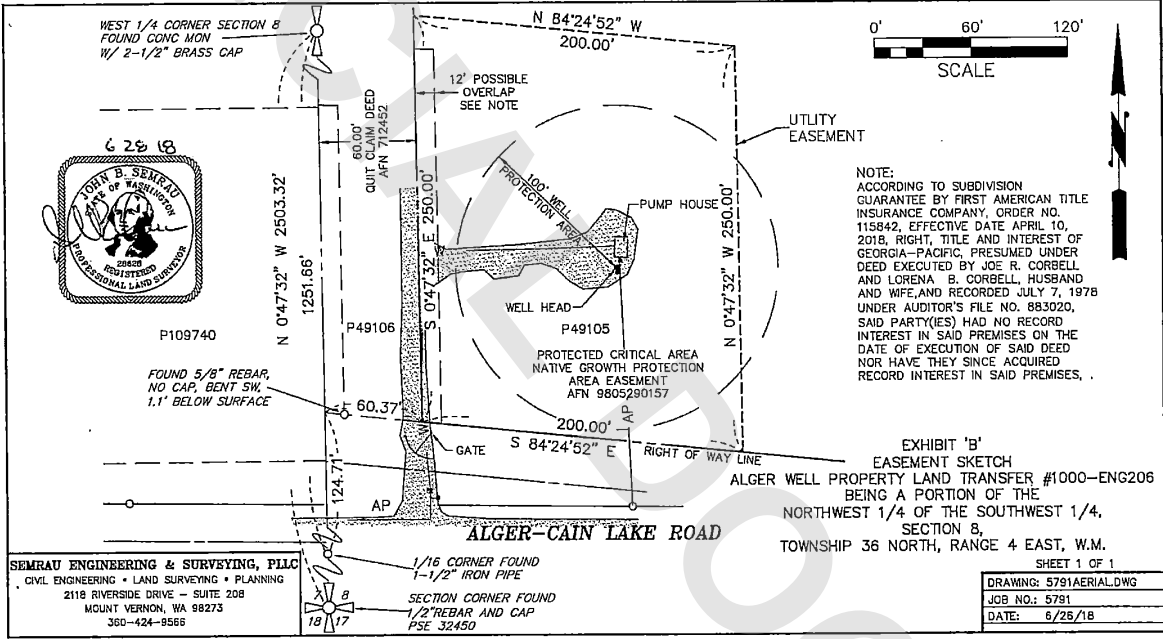 WEST 1/4 CORNER SECTION 8
FOUND CONC MON
W/ 2-1/2" BRASS CAP
N 84°24'52" W
200.00'
0' 60' 120'
SCALE
12' POSSIBLE
OVERLAP
SEE NOTE
60.00'
QUIT CLAIM DEED
AFN 712452
UTLITY
EASEMENT
6 28 18
JOHN B. SEMRAU
STATE OF WASHINGTON
28626
REGISTERED
PROFESSIONAL LAND SURVEYOR
N 0°47'32" W 2503.32'
1251.66'
S 0°47'32" E 250.00'
100' WELL
PROTECTION AREA
PUMP HOUSE
WELL HEAD
N 0°47'32" W 250.00'
N
NOTE:
ACCORDING TO SUBDIVISION
GUARANTEE BY FIRST AMERICAN TITLE
INSURANCE COMPANY, ORDER NO.
115842, EFFECTIVE DATE APRIL 10,
2018, RIGHT, TITLE AND INTEREST OF
GEORGIA-PACIFIC, PRESUMED UNDER
DEED EXECUTED BY JOE R. CORBELL
AND LORENA B. CORBELL, HUSBAND
AND WIFE,AND RECORDED JULY 7, 1978
UNDER AUDITOR'S FILE NO. 883020,
SAID PARTY(IES) HAD NO RECORD
INTEREST IN SAID PREMISES ON THE
DATE OF EXECUTION OF SAID DEED
NOR HAVE THEY SINCE ACQUIRED
RECORD INTEREST IN SAID PREMISES, .
P109740
P49106
P49105
PROTECTED CRITICAL AREA
NATIVE GROWTH PROTECTION
AREA EASEMENT
AFN 9805290157
FOUND 5/8" REBAR,
NO CAP, BENT SW,
1.1' BELOW SURFACE
60.37'
200.00'
S 84°24'52" E
AP
W
W
GATE
RIGHT OF WAY LINE
124.71'
AP
ALGER-CAIN LAKE ROAD
EXHIBIT 'B'
EASEMENT SKETCH
ALGER WELL PROPERTY LAND TRANSFER #1000-ENG206
BEING A PORTION OF THE
NORTHWEST 1/4 OF THE SOUTHWEST 1/4,
SECTION 8,
TOWNSHIP 36 NORTH, RANGE 4 EAST, W.M.
SHEET 1 OF 1
DRAWING: 5791AERIAL.DWG
JOB NO.: 5791
DATE: 6/26/18
SEMRAU ENGINEERING & SURVEYING, PLLC
CIVIL ENGINEERING • LAND SURVEYING • PLANNING
2118 RIVERSIDE DRIVE - SUITE 208
MOUNT VERNON, WA 98273
360-424-9566
1/16 CORNER FOUND
1-1/2" IRON PIPE
SECTION CORNER FOUND
1/2"REBAR AND CAP
PSE 32450
7 8
18 17